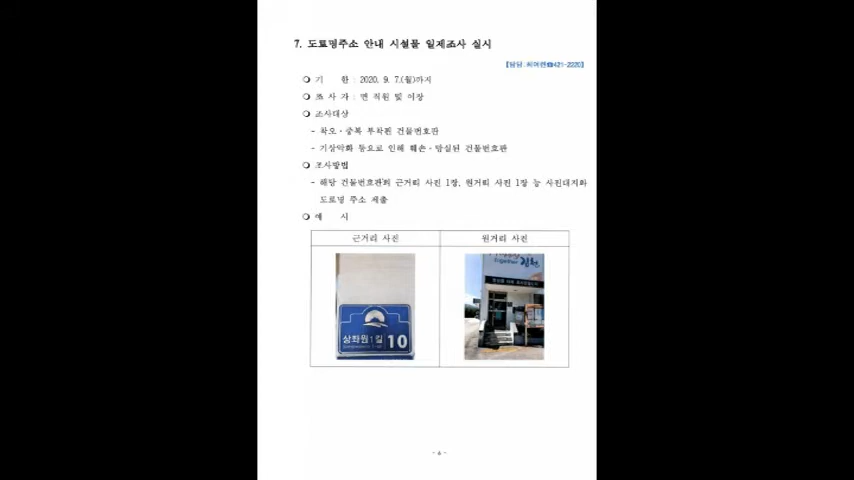 7. 도로명주소 안내 시설물 일제조사 실시
☎421-2220】
❍ 기 한 : 2020. 9. 7.(월)까지
❍ 조 사 자 : 면 직원 및 이장
❍ 조사대상
- 착오·중복 부착된 건물번호판
- 기상악화 등으로 인해 훼손·망실된 건물번호판
❍ 조사방법
- 해당 건물번호판의 근거리 사진 1장, 원거리 사진 1장 등 사진대지화
도로명 주소 제출
❍ 예 시
근거리 사진
원거리 사진
상좌원1길 10
Together 김천
- 6 -